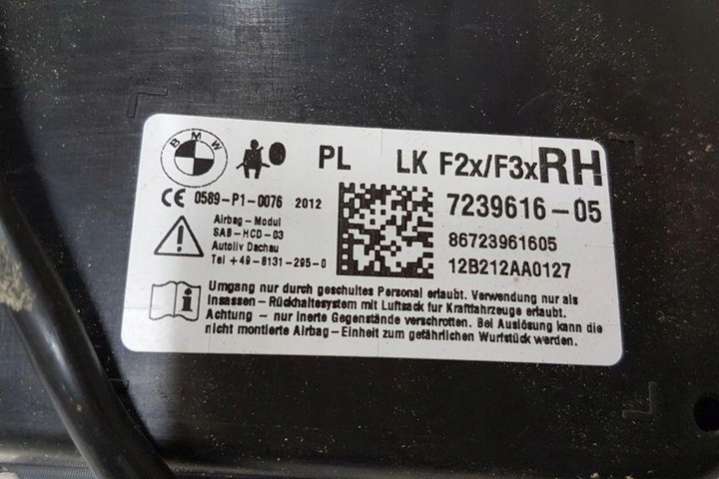 BMW PL LK F2x/F3x RH
CE 0589-P1-0076 2012
7239616-05
Airbag-Modul
SAB-HCD-03
Autoliv Dachau
Tel +49-8131-295-0
86723961605
12B212AA0127
Umgang nur durch geschultes Personal erlaubt. Verwendung nur als
Insassen-Rückhaltesystem mit Luftsack für Kraftfahrzeuge erlaubt.
Achtung - nur inerte Gegenstände verschrotten. Bei Auslösung kann die
nicht montierte Airbag-Einheit zum gefährlichen Wurfstück werden.